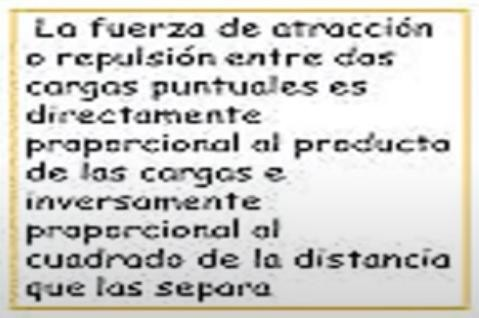 La fuerza de atracción
o repulsión entre dos
cargas puntuales es
directamente
proporcional al producto
de las cargas e
inversamente
proporcional al
cuadrado de la distancia
que las separa